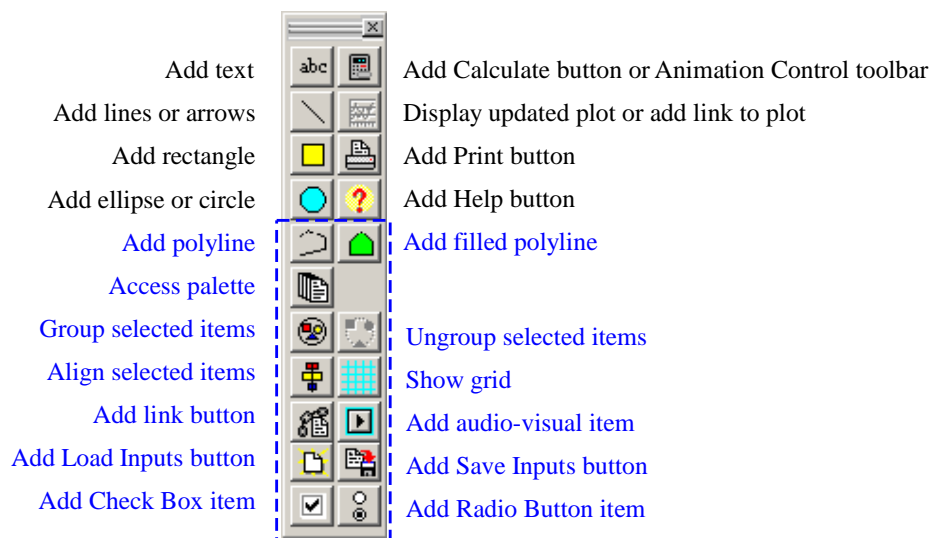 Add text
abc
Add Calculate button or Animation Control toolbar
Add lines or arrows
Display updated plot or add link to plot
Add rectangle
Add Print button
Add ellipse or circle
?
Add Help button
Add polyline
Add filled polyline
Access palette
Group selected items
Ungroup selected items
Align selected items
Show grid
Add link button
Add audio-visual item
Add Load Inputs button
Add Save Inputs button
Add Check Box item
Add Radio Button item